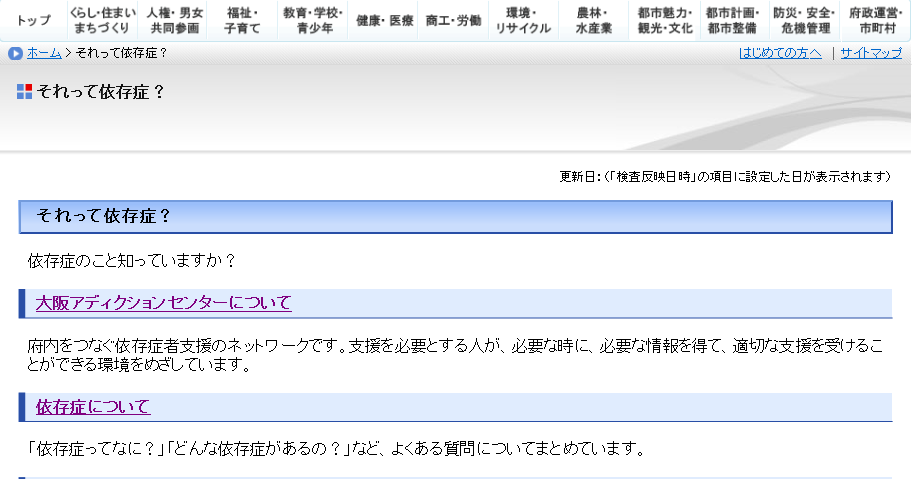 トップ
くらし・住まい
まちづくり
人権・男女
共同参画
福祉・
子育て
教育・学校・
青少年
健康・医療
商工・労働
環境・
リサイクル
農林・
水産業
都市魅力・
観光・文化
都市計画・
都市整備
防災・安全・
危機管理
府政運営・
市町村
ホーム > それって依存症？
はじめての方へ | サイトマップ
それって依存症？
更新日：（「検査反映日時」の項目に設定した日が表示されます）
それって依存症？
依存症のこと知っていますか？
大阪アディクションセンターについて
府内をつなぐ依存症者支援のネットワークです。支援を必要とする人が、必要な時に、必要な情報を得て、適切な支援を受けるこ
とができる環境をめざしています。
依存症について
「依存症ってなに？」「どんな依存症があるの？」など、よくある質問についてまとめています。